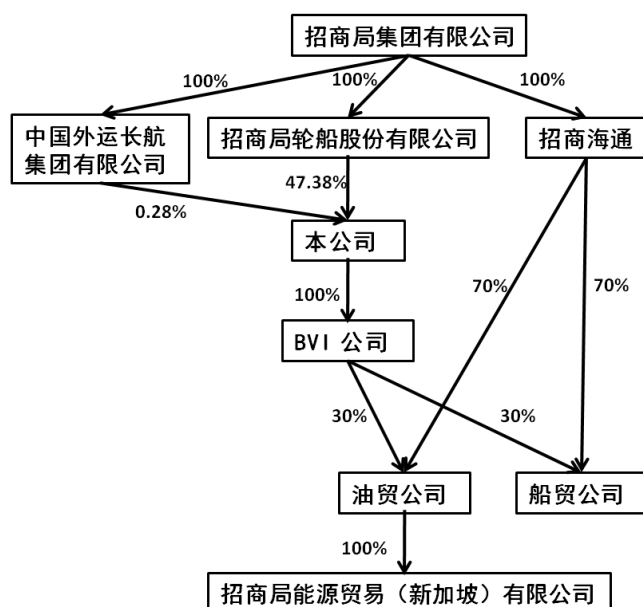 招商局集团有限公司
100%
100%
100%
中国外运长航
集团有限公司
招商局轮船股份有限公司
招商海通
47.38%
0.28%
本公司
100%
70%
70%
BVI 公司
30%
30%
油贸公司
船贸公司
100%
招商局能源贸易（新加坡）有限公司